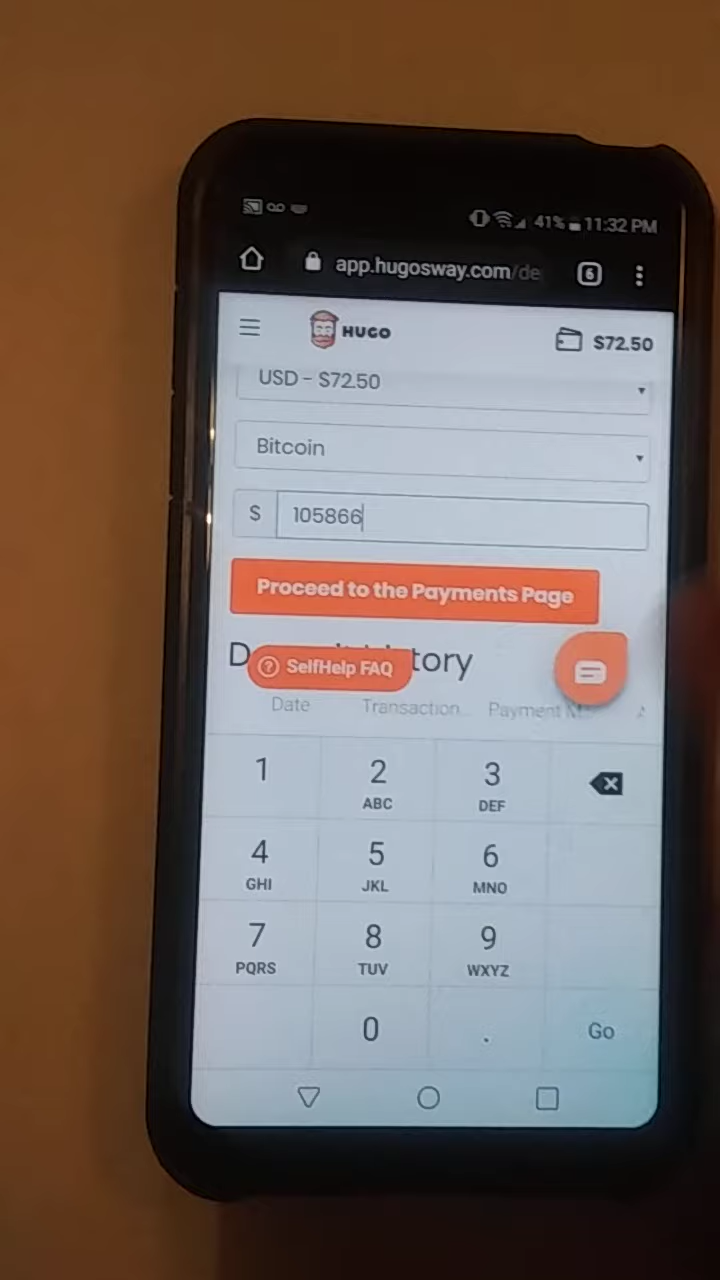 41% 11:32 PM
app.hugosway.com/de
6
HUGO
$72.50
USD - $72.50
Bitcoin
$ 105866
Proceed to the Payments Page
tory
SelfHelp FAQ
Date Transaction... Payment M...
1 2 3
ABC DEF
4 5 6
GHI JKL MNO
7 8 9
PQRS TUV WXYZ
0 . Go